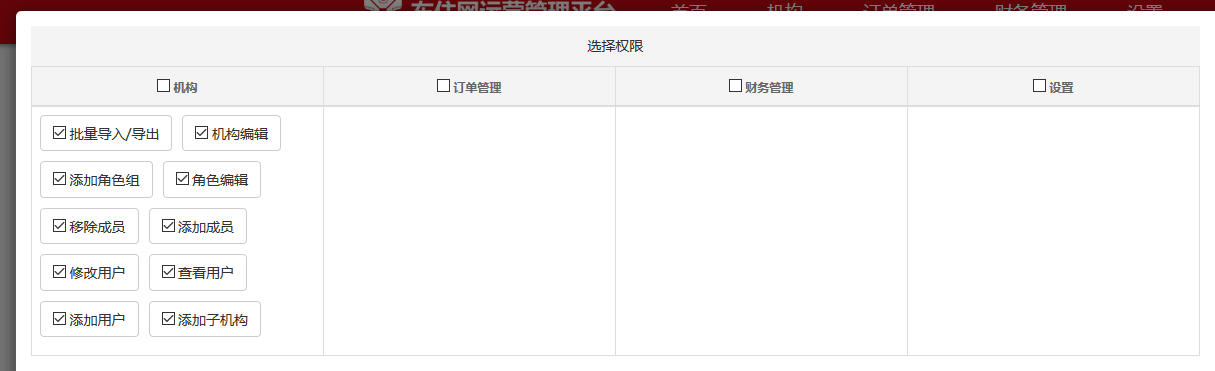 首页 机构 订单管理 财务管理 设置
选择权限
机构 订单管理 财务管理 设置
批量导入/导出 机构编辑
添加角色组 角色编辑
移除成员 添加成员
修改用户 查看用户
添加用户 添加子机构